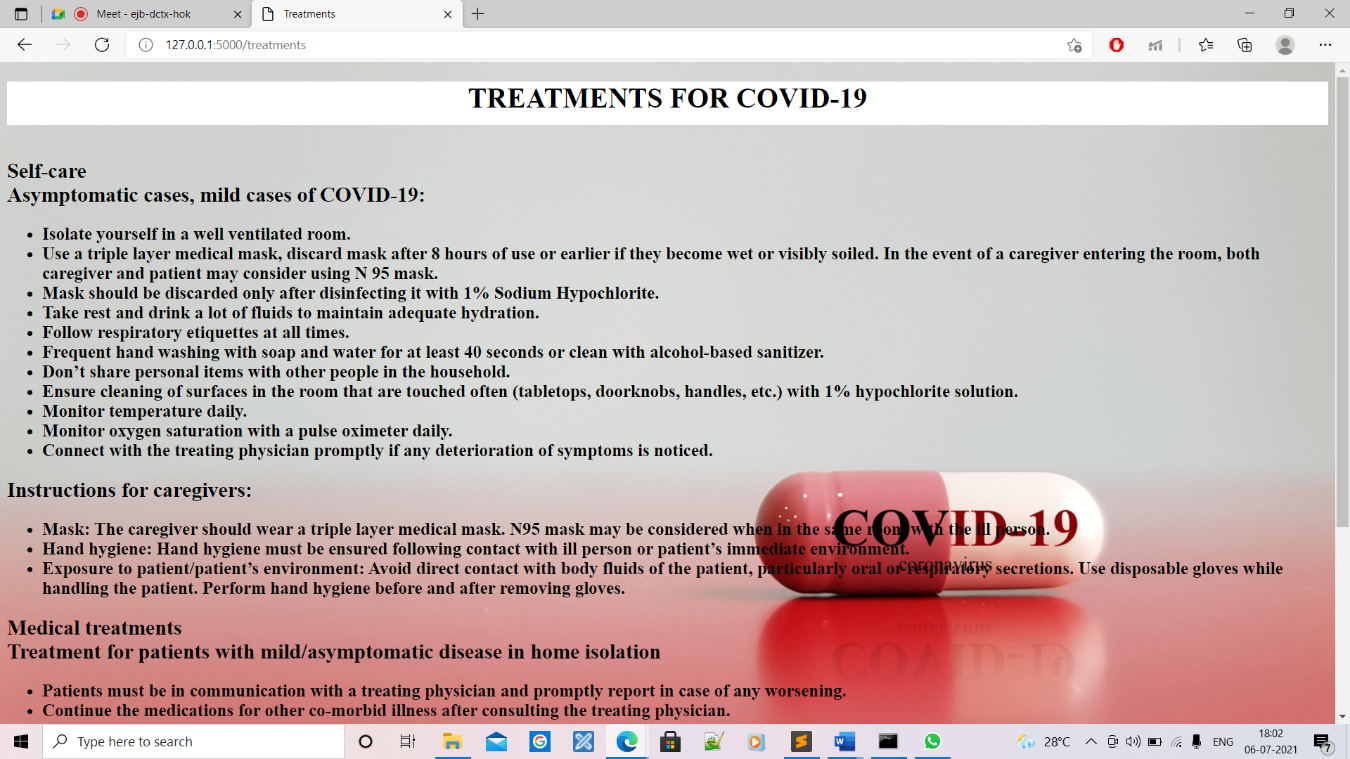 Meet - ejb-dctx-hok
Treatments
127.0.0.1:5000/treatments
TREATMENTS FOR COVID-19
Self-care
Asymptomatic cases, mild cases of COVID-19:
• Isolate yourself in a well ventilated room.
• Use a triple layer medical mask, discard mask after 8 hours of use or earlier if they become wet or visibly soiled. In the event of a caregiver entering the room, both
caregiver and patient may consider using N 95 mask.
• Mask should be discarded only after disinfecting it with 1% Sodium Hypochlorite.
• Take rest and drink a lot of fluids to maintain adequate hydration.
• Follow respiratory etiquettes at all times.
• Frequent hand washing with soap and water for at least 40 seconds or clean with alcohol-based sanitizer.
• Don’t share personal items with other people in the household.
• Ensure cleaning of surfaces in the room that are touched often (tabletops, doorknobs, handles, etc.) with 1% hypochlorite solution.
• Monitor temperature daily.
• Monitor oxygen saturation with a pulse oximeter daily.
• Connect with the treating physician promptly if any deterioration of symptoms is noticed.
Instructions for caregivers:
• Mask: The caregiver should wear a triple layer medical mask. N95 mask may be considered when in the same room with the ill person.
COVID-19
• Hand hygiene: Hand hygiene must be ensured following contact with ill person or patient’s immediate environment.
coronavirus
• Exposure to patient/patient’s environment: Avoid direct contact with body fluids of the patient, particularly oral or respiratory secretions. Use disposable gloves while
handling the patient. Perform hand hygiene before and after removing gloves.
Medical treatments
Treatment for patients with mild/asymptomatic disease in home isolation
• Patients must be in communication with a treating physician and promptly report in case of any worsening.
• Continue the medications for other co-morbid illness after consulting the treating physician.
Type here to search
28°C
ENG
18:02
06-07-2021
7